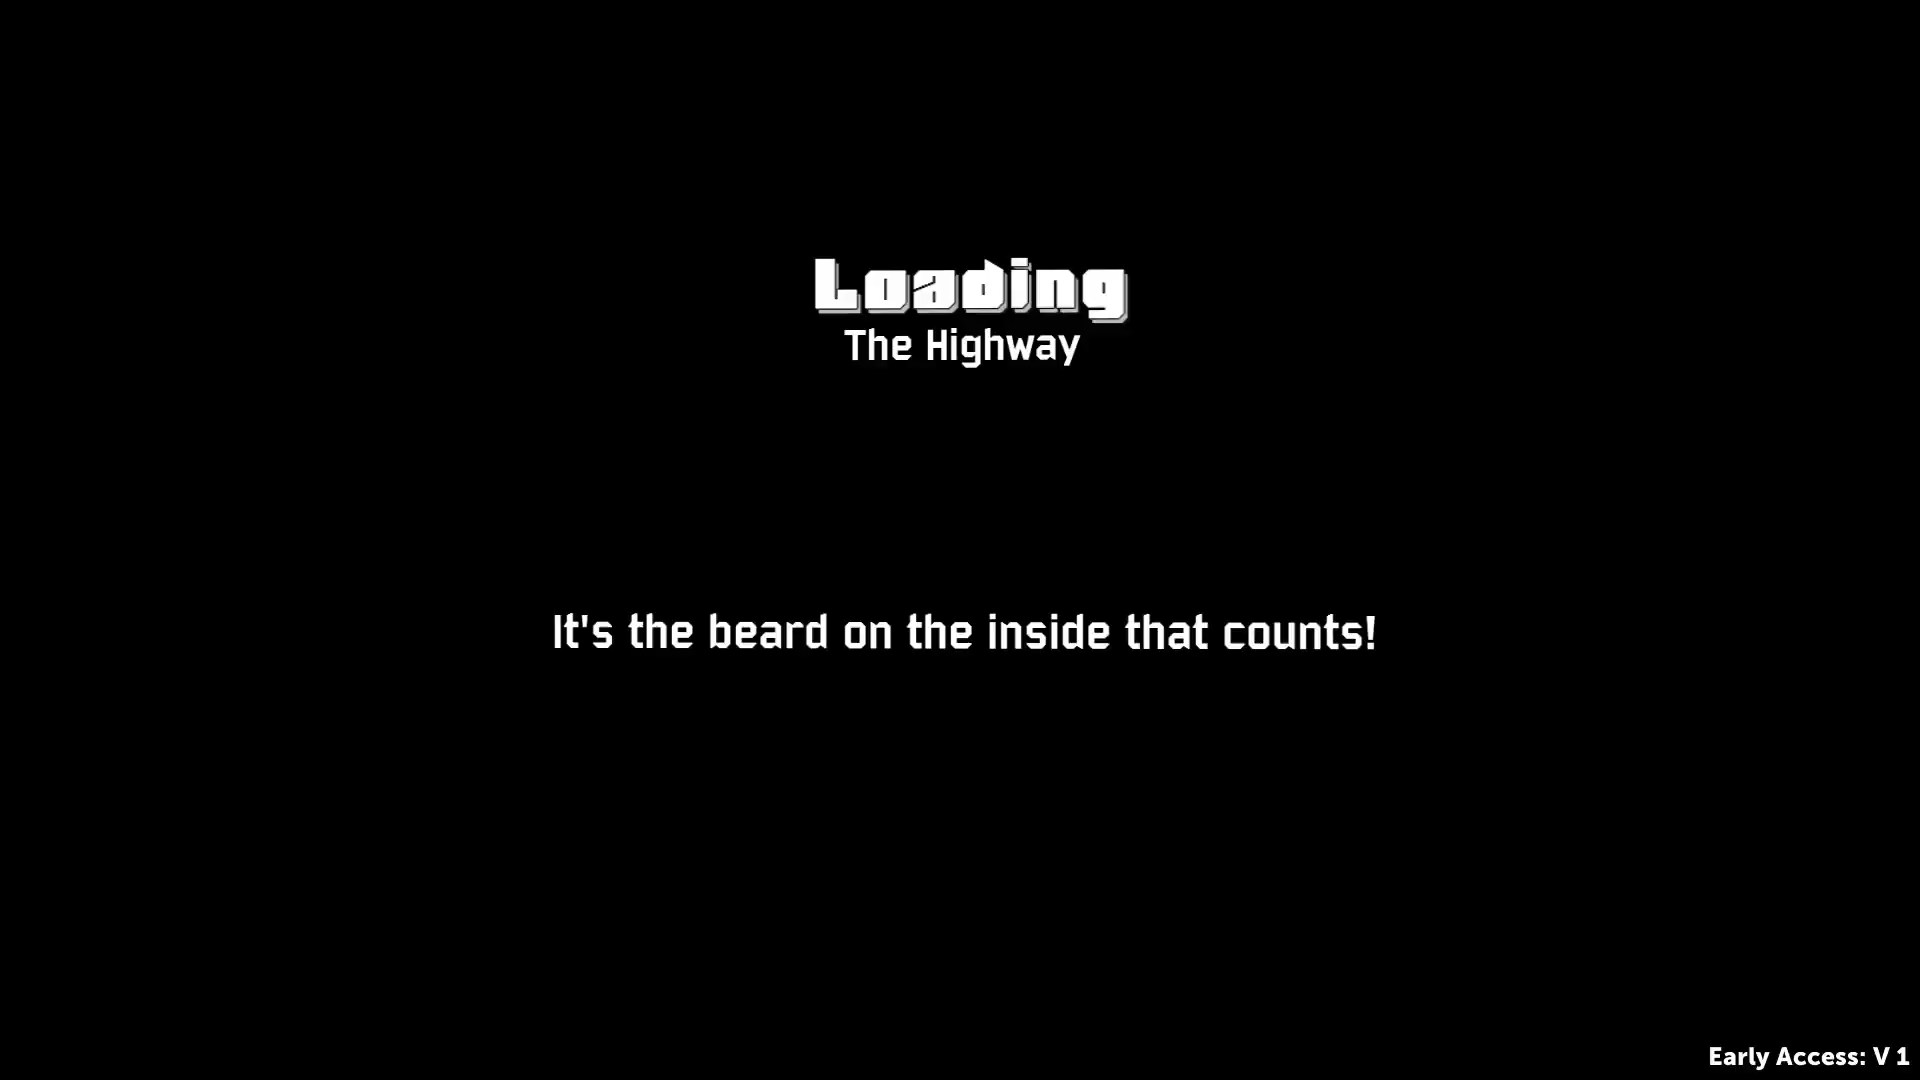 Loading
The Highway
It's the beard on the inside that counts!
Early Access: V 1